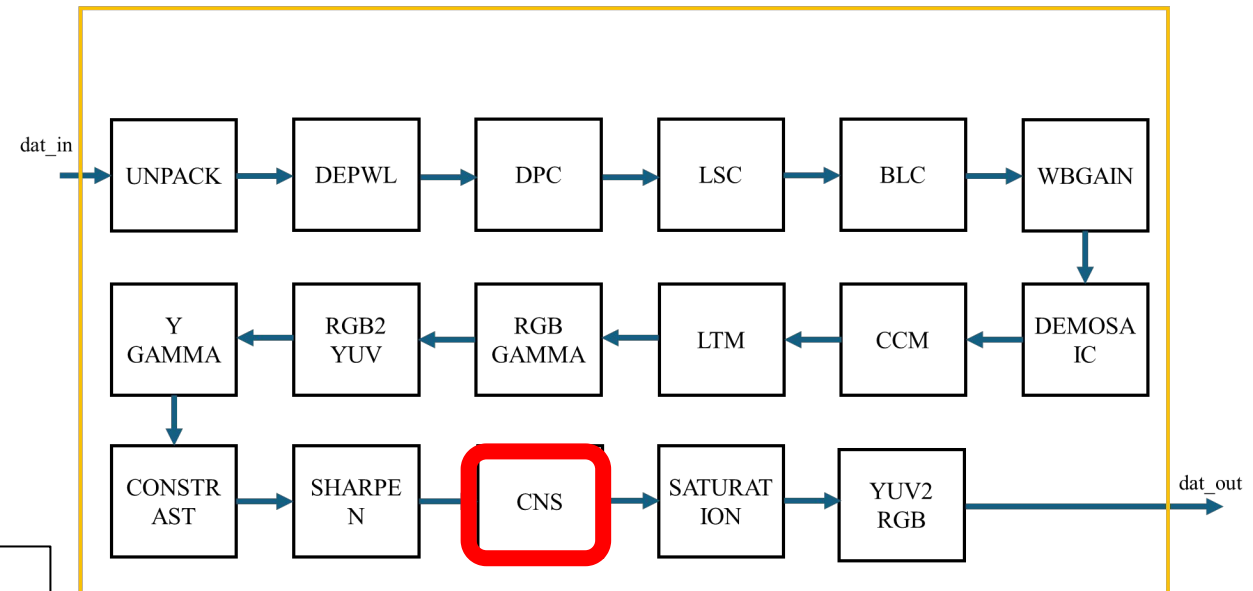 dat_in
UNPACK
DEPWL
DPC
LSC
BLC
WBGAIN
Y
GAMMA
RGB2
YUV
RGB
GAMMA
LTM
CCM
DEMOSA
IC
CONSTR
AST
SHARPE
N
CNS
SATURAT
ION
YUV2
RGB
dat_out